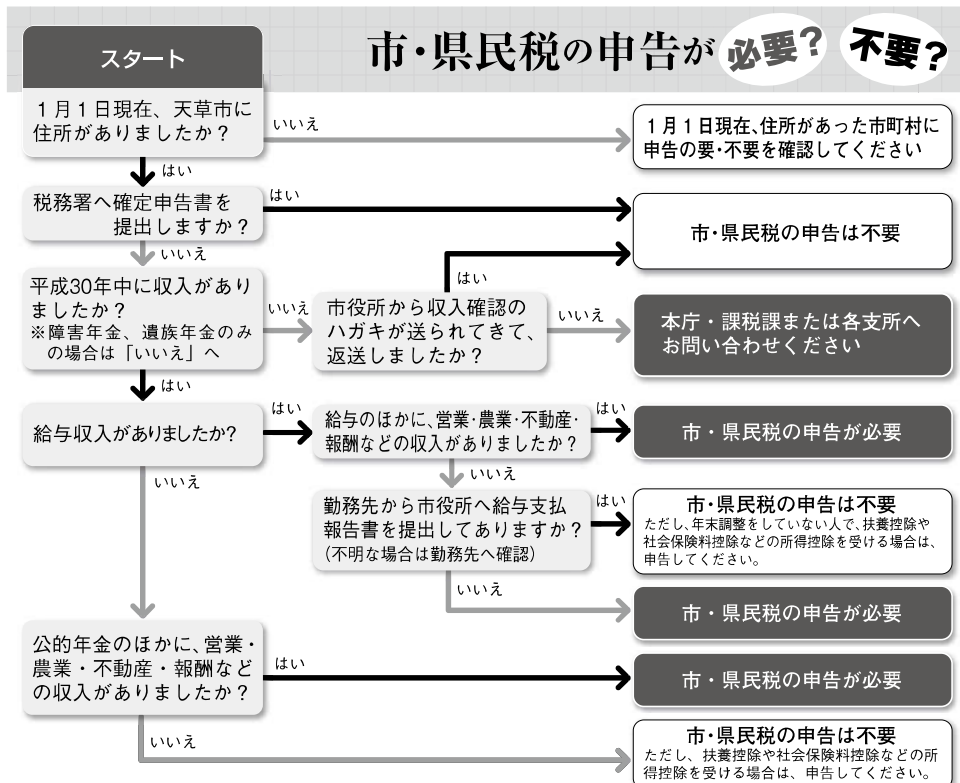 市・県民税の申告が 必要? 不要?
スタート
1月1日現在、天草市に
住所がありましたか?
いいえ
1月1日現在、住所があった市町村に
申告の要・不要を確認してください
はい
税務署へ確定申告書を
提出しますか?
はい
市・県民税の申告は不要
いいえ
平成30年中に収入があり
ましたか?
※障害年金、遺族年金のみ
の場合は「いいえ」へ
いいえ
市役所から収入確認の
ハガキが送られてきて、
返送しましたか?
はい
いいえ
本庁・課税課または各支所へ
お問い合わせください
はい
給与収入がありましたか?
はい
給与のほかに、営業・農業・不動産・
報酬などの収入がありましたか?
はい
市・県民税の申告が必要
いいえ
勤務先から市役所へ給与支払
報告書を提出してありますか?
(不明な場合は勤務先へ確認)
はい
市・県民税の申告は不要
ただし、年末調整をしていない人で、扶養控除や
社会保険料控除などの所得控除を受ける場合は、
申告してください。
いいえ
市・県民税の申告が必要
いいえ
公的年金のほかに、営業・
農業・不動産・報酬など
の収入がありましたか?
はい
市・県民税の申告が必要
いいえ
市・県民税の申告は不要
ただし、扶養控除や社会保険料控除などの所
得控除を受ける場合は、申告してください。